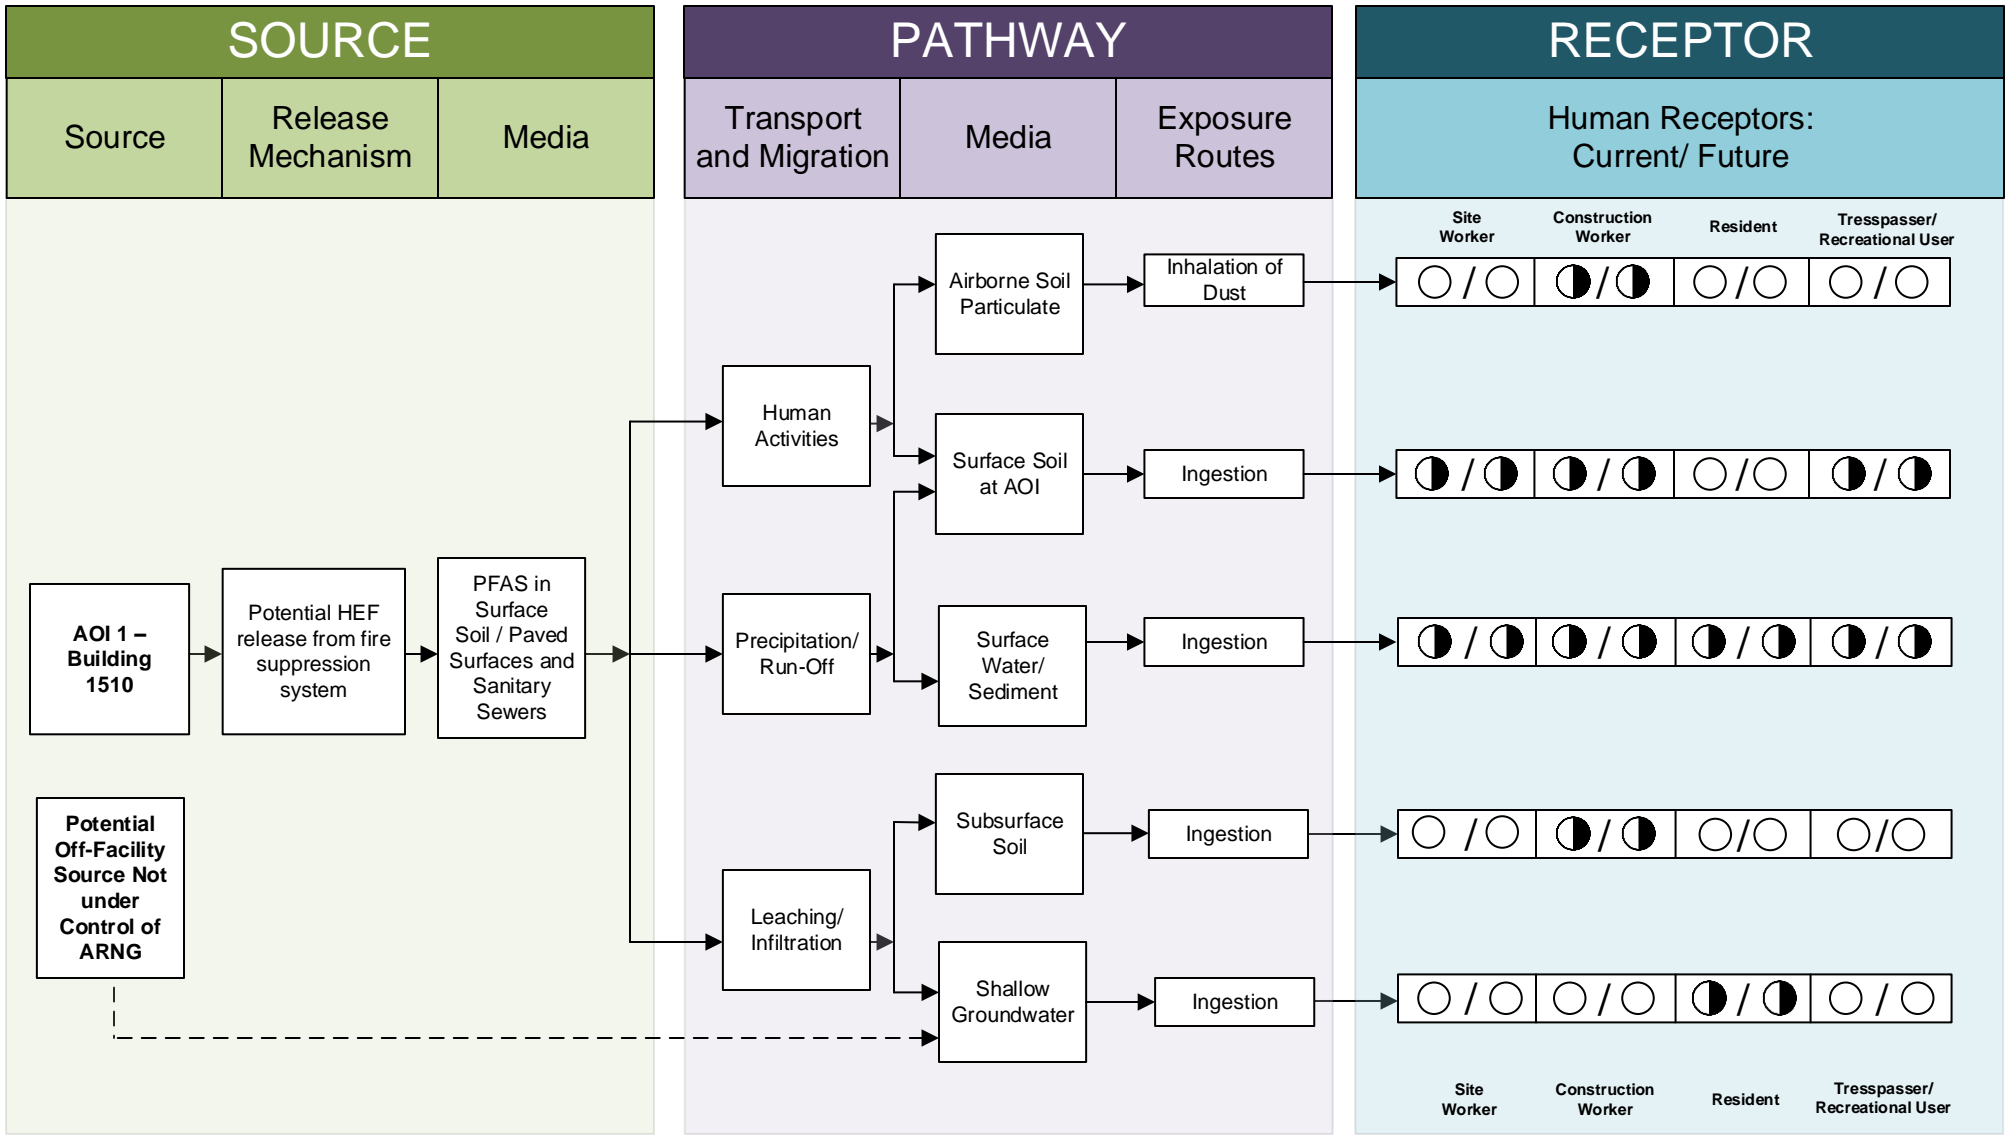 SOURCE
PATHWAY
RECEPTOR
Source
Release
Mechanism
Media
Transport
and Migration
Media
Exposure
Routes
Human Receptors:
Current/ Future
Site
Worker
Construction
Worker
Resident
Tresspasser/
Recreational User
Airborne Soil
Particulate
Inhalation of
Dust
/
/
/
/
Human
Activities
Surface Soil
at AOI
Ingestion
/
/
/
/
AOI 1 –
Building
1510
Potential HEF
release from fire
suppression
system
PFAS in
Surface
Soil / Paved
Surfaces and
Sanitary
Sewers
Precipitation/
Run-Off
Surface
Water/
Sediment
Ingestion
/
/
/
/
Potential
Off-Facility
Source Not
under
Control of
ARNG
Subsurface
Soil
Ingestion
/
/
/
/
Leaching/
Infiltration
Shallow
Groundwater
Ingestion
/
/
/
/
Site
Worker
Construction
Worker
Resident
Tresspasser/
Recreational User